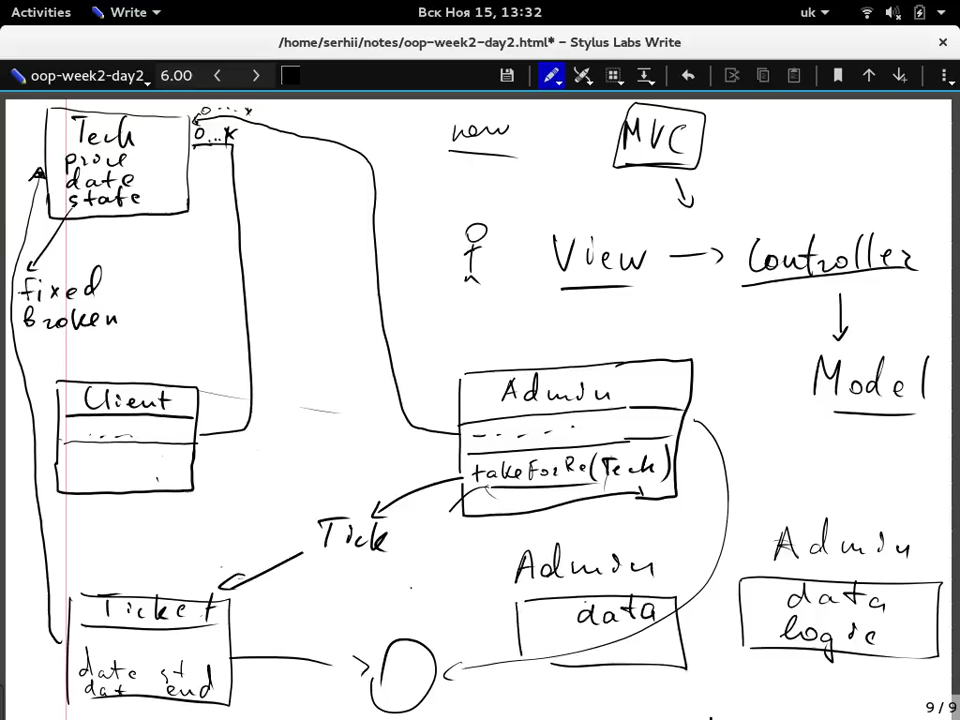 Activities Write Вск Ноя 15, 13:32 uk
/home/serhii/notes/oop-week2-day2.html* – Stylus Labs Write
oop-week2-day2 6.00
Tech
date
state
0...*
0...*
fixed
broken
new
MVC
View → Controller
Model
Client
Admin
takeForRe(Tech)
Tick
Ticket
date st
dat end
Admin
data
Admin
data
logic
9 / 9